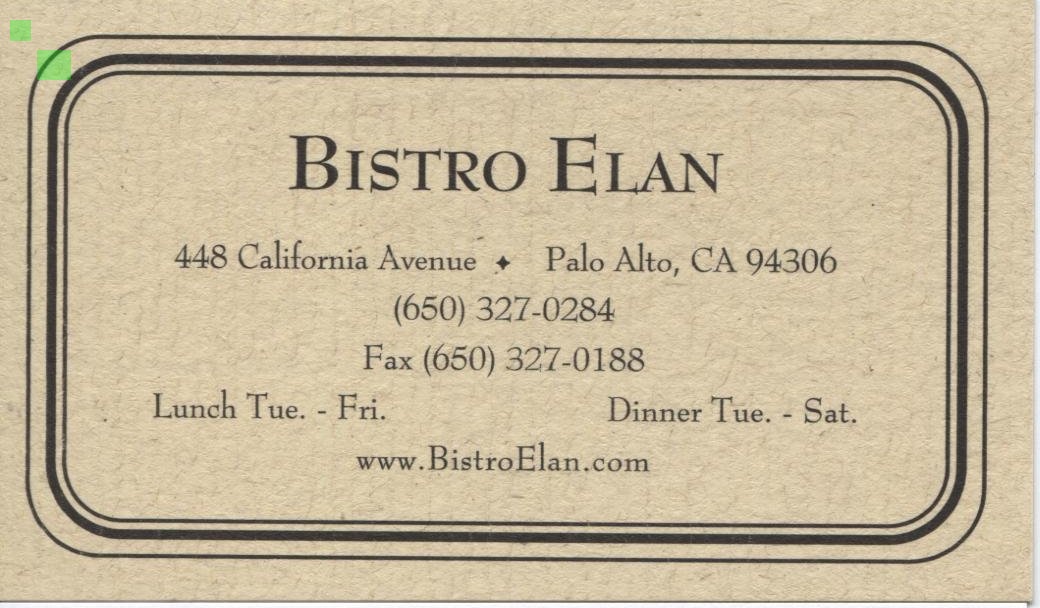 Bistro Elan
448 California Avenue ✦ Palo Alto, CA 94306
(650) 327-0284
Fax (650) 327-0188
Lunch Tue. - Fri. Dinner Tue. - Sat.
www.BistroElan.com